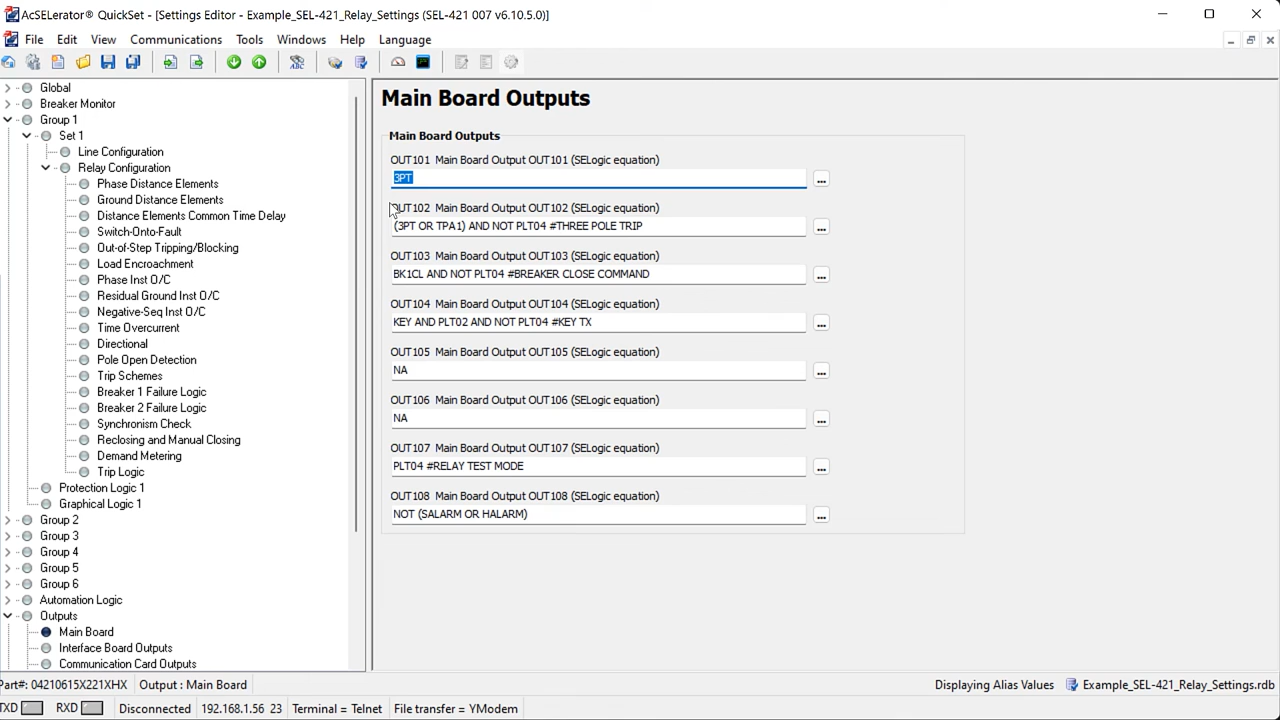 AcSELerator® QuickSet - [Settings Editor - Example_SEL-421_Relay_Settings (SEL-421 007 v6.10.5.0)]
File Edit View Communications Tools Windows Help Language
Global
Breaker Monitor
Group 1
Set 1
Line Configuration
Relay Configuration
Phase Distance Elements
Ground Distance Elements
Distance Elements Common Time Delay
Switch-Onto-Fault
Out-of-Step Tripping/Blocking
Load Encroachment
Phase Inst O/C
Residual Ground Inst O/C
Negative-Seq Inst O/C
Time Overcurrent
Directional
Pole Open Detection
Trip Schemes
Breaker 1 Failure Logic
Breaker 2 Failure Logic
Synchronism Check
Reclosing and Manual Closing
Demand Metering
Trip Logic
Protection Logic 1
Graphical Logic 1
Group 2
Group 3
Group 4
Group 5
Group 6
Automation Logic
Outputs
Main Board
Interface Board Outputs
Communication Card Outputs
Main Board Outputs
Main Board Outputs
OUT101 Main Board Output OUT101 (SELogic equation)
3PT
...
OUT102 Main Board Output OUT102 (SELogic equation)
(3PT OR TPA1) AND NOT PLT04 #THREE POLE TRIP
...
OUT103 Main Board Output OUT103 (SELogic equation)
BK1CL AND NOT PLT04 #BREAKER CLOSE COMMAND
...
OUT104 Main Board Output OUT104 (SELogic equation)
KEY AND PLT02 AND NOT PLT04 #KEY TX
...
OUT105 Main Board Output OUT105 (SELogic equation)
NA
...
OUT106 Main Board Output OUT106 (SELogic equation)
NA
...
OUT107 Main Board Output OUT107 (SELogic equation)
PLT04 #RELAY TEST MODE
...
OUT108 Main Board Output OUT108 (SELogic equation)
NOT (SALARM OR HALARM)
...
Part#: 04210615X221XHX Output : Main Board Displaying Alias Values Example_SEL-421_Relay_Settings.rdb
TXD RXD Disconnected 192.168.1.56 23 Terminal = Telnet File transfer = YModem